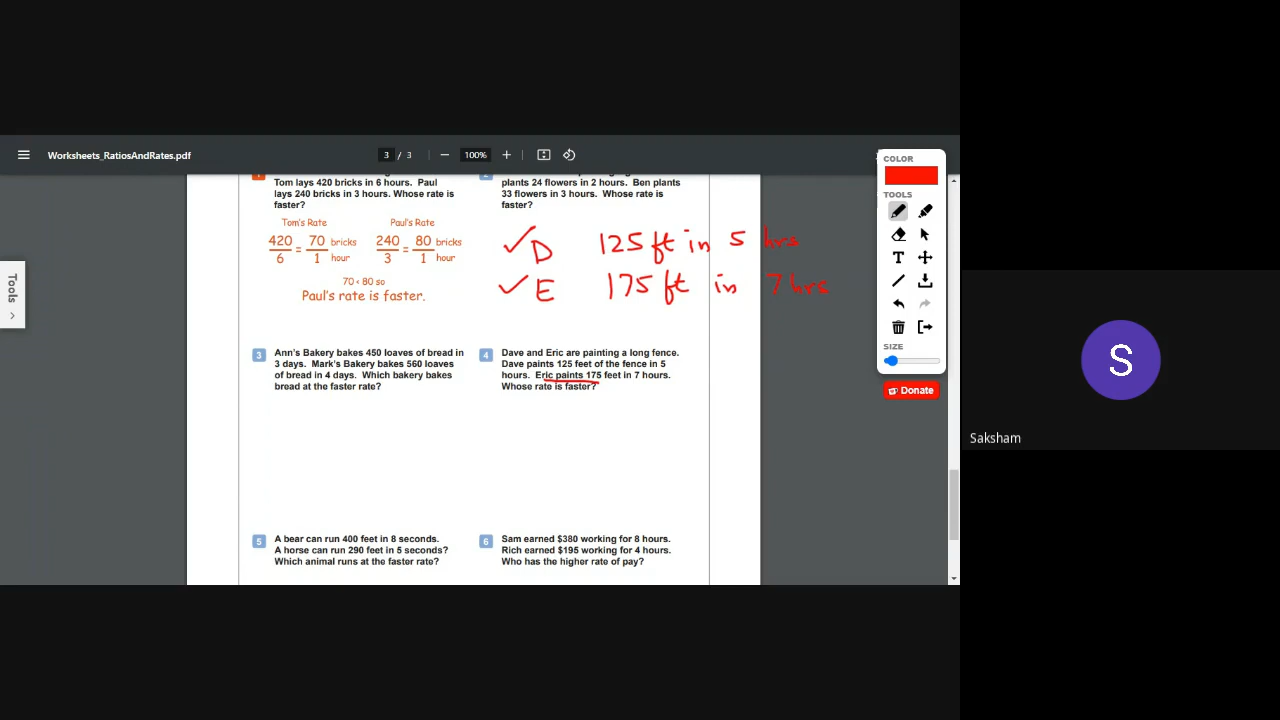 Worksheets_RatiosAndRates.pdf
3 / 3
100%
COLOR
TOOLS
SIZE
Donate
Tools
1
Tom lays 420 bricks in 6 hours. Paul
lays 240 bricks in 3 hours. Whose rate is
faster?
Tom's Rate
Paul's Rate
420/6 = 70/1 bricks/hour
240/3 = 80/1 bricks/hour
70 < 80 so
Paul's rate is faster.
2
plants 24 flowers in 2 hours. Ben plants
33 flowers in 3 hours. Whose rate is
faster?
✓ D 125 ft in 5 hrs
✓ E 175 ft in 7 hrs
3
Ann's Bakery bakes 450 loaves of bread in
3 days. Mark's Bakery bakes 560 loaves
of bread in 4 days. Which bakery bakes
bread at the faster rate?
4
Dave and Eric are painting a long fence.
Dave paints 125 feet of the fence in 5
hours. Eric paints 175 feet in 7 hours.
Whose rate is faster?
5
A bear can run 400 feet in 8 seconds.
A horse can run 290 feet in 5 seconds?
Which animal runs at the faster rate?
6
Sam earned $380 working for 8 hours.
Rich earned $195 working for 4 hours.
Who has the higher rate of pay?
S
Saksham